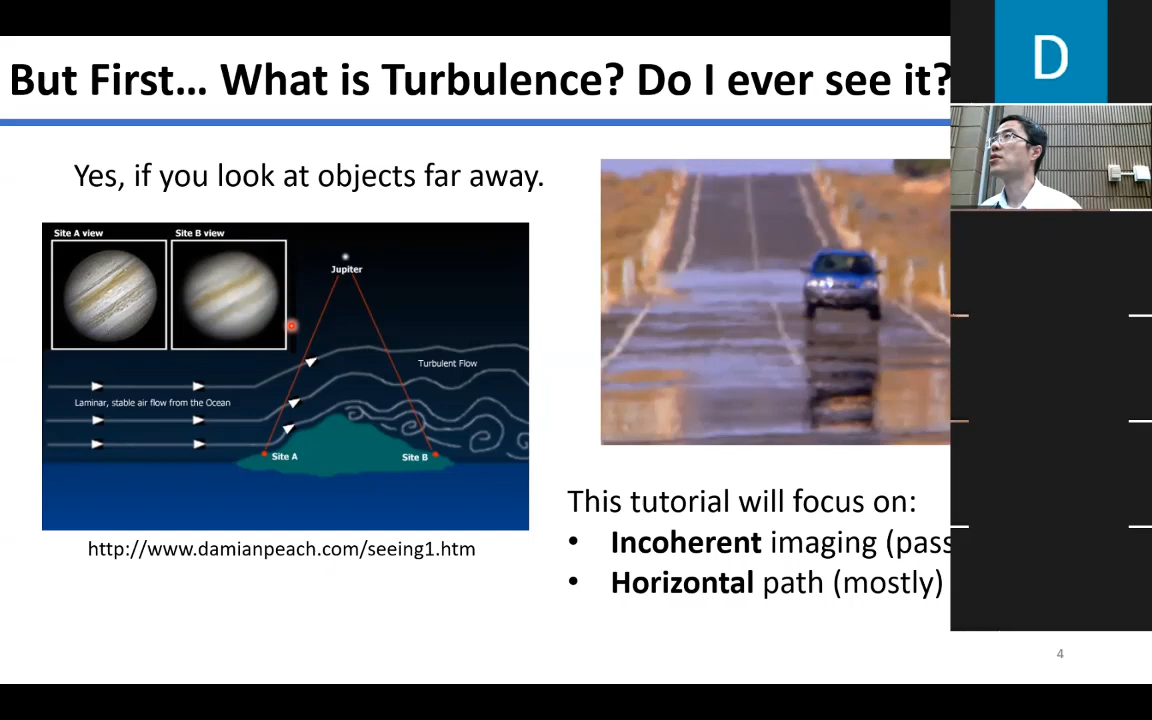 But First... What is Turbulence? Do I ever see it?
D
Yes, if you look at objects far away.
Site A view
Site B view
Jupiter
Turbulent Flow
Laminar, stable air flow from the Ocean
Site A
Site B
http://www.damianpeach.com/seeing1.htm
This tutorial will focus on:
• Incoherent imaging (pass
• Horizontal path (mostly)
4